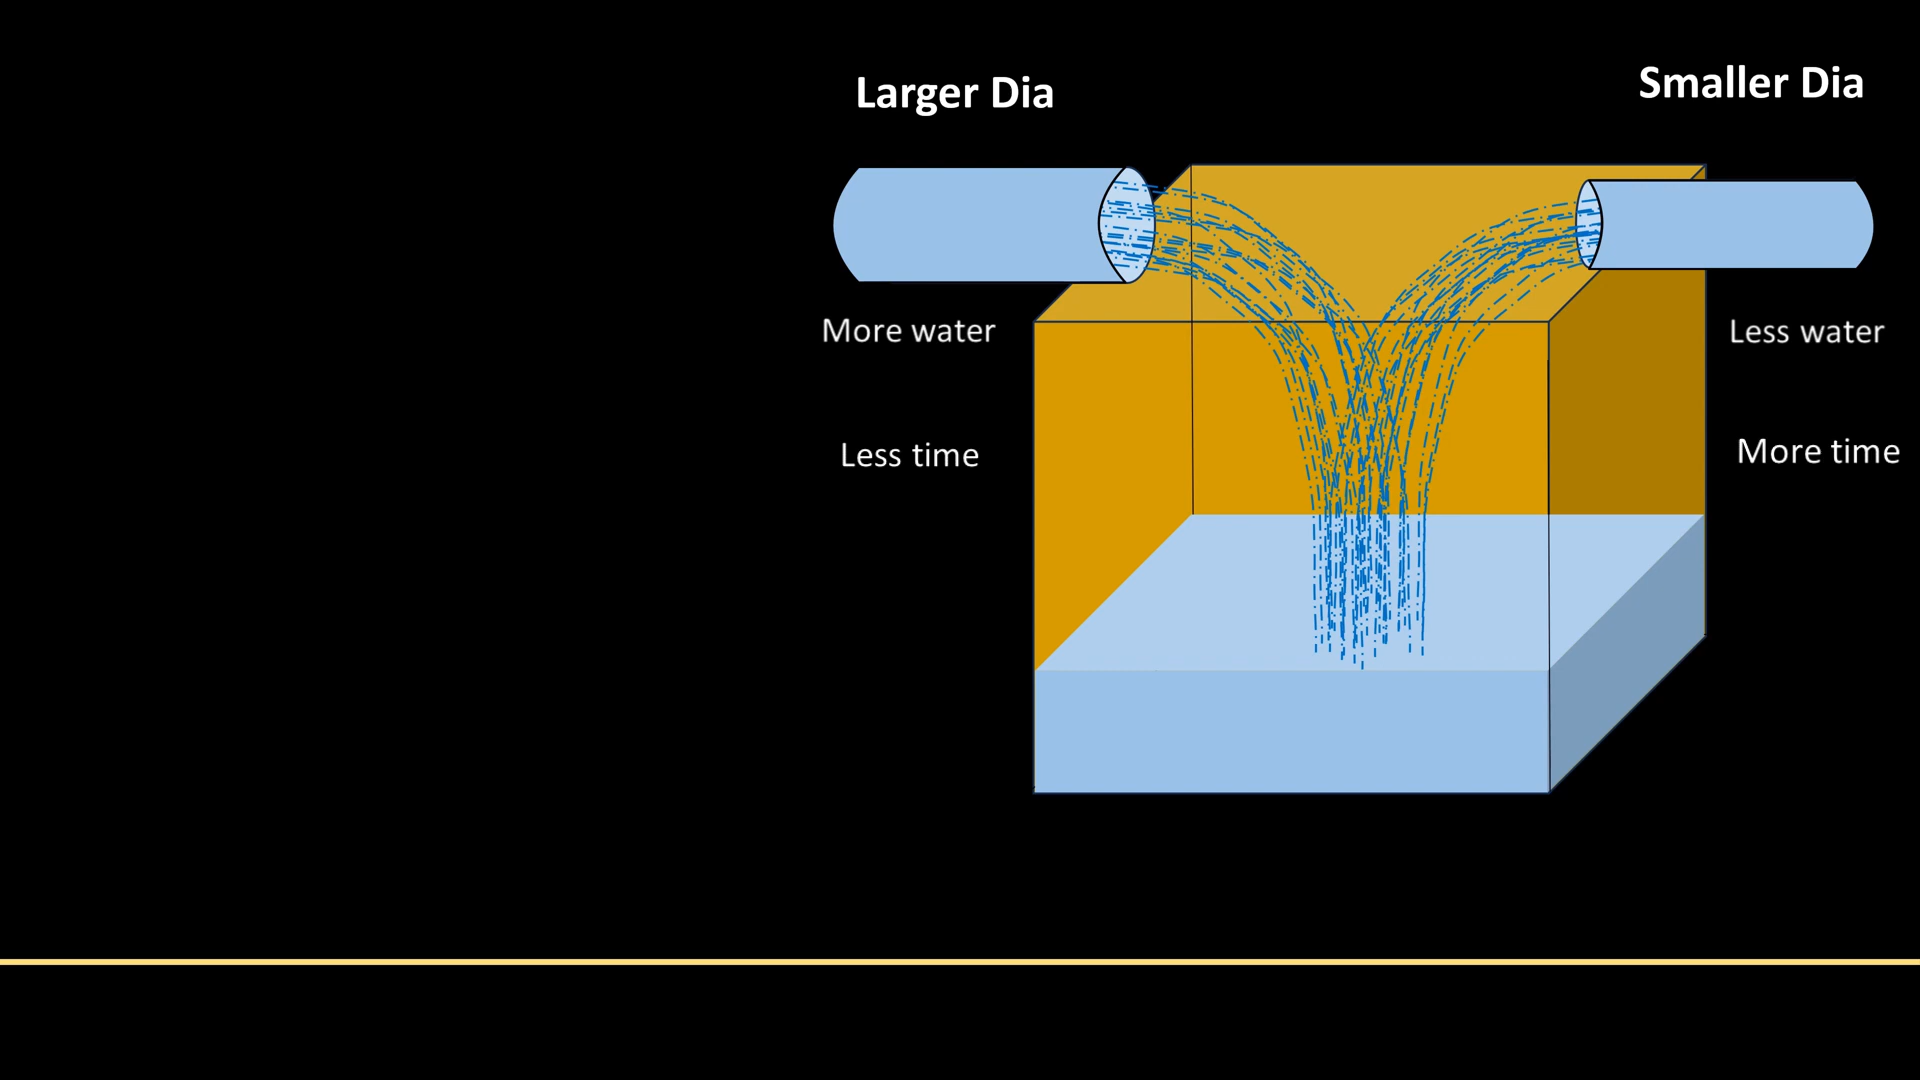 Larger Dia
Smaller Dia
More water
Less water
Less time
More time